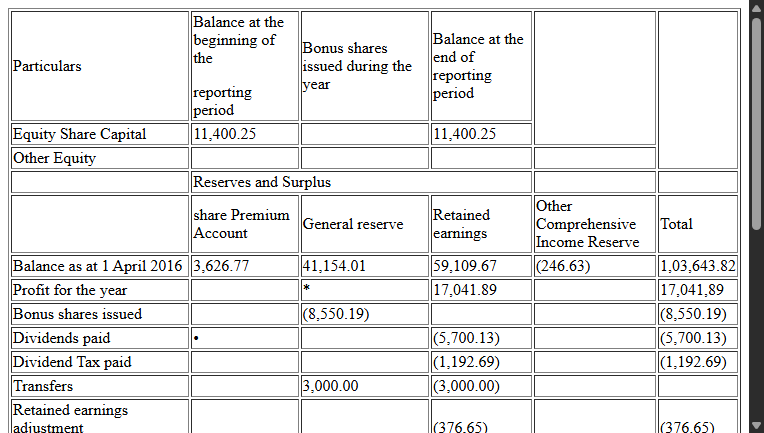 Particulars Balance at the beginning of the reporting period Bonus shares issued during the year Balance at the end of reporting period
Equity Share Capital 11,400.25 11,400.25
Other Equity
Reserves and Surplus
share Premium Account General reserve Retained earnings Other Comprehensive Income Reserve Total
Balance as at 1 April 2016 3,626.77 41,154.01 59,109.67 (246.63) 1,03,643.82
Profit for the year * 17,041.89 17,041,89
Bonus shares issued (8,550.19) (8,550.19)
Dividends paid • (5,700.13) (5,700.13)
Dividend Tax paid (1,192.69) (1,192.69)
Transfers 3,000.00 (3,000.00)
Retained earnings adjustment (376.65) (376.65)